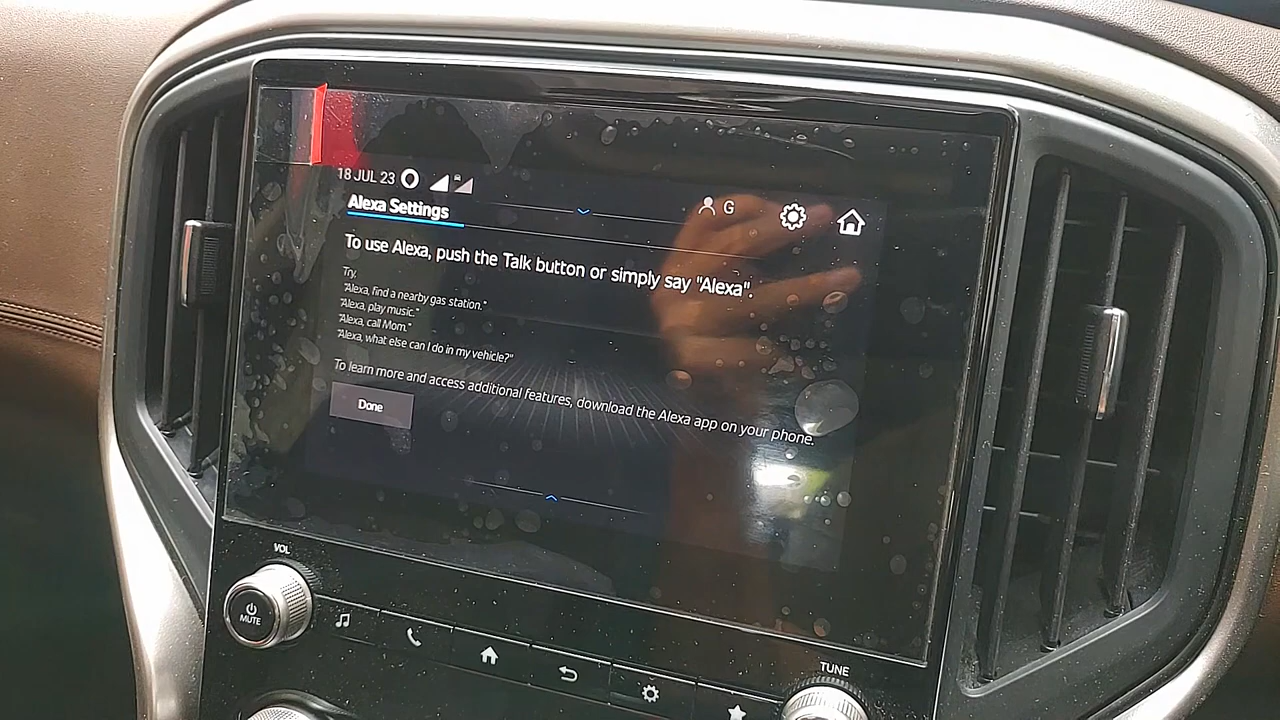 18 JUL 23
G
Alexa Settings
To use Alexa, push the Talk button or simply say "Alexa".
Try,
"Alexa, find a nearby gas station."
"Alexa, play music."
"Alexa, call Mom."
"Alexa, what else can I do in my vehicle?"
To learn more and access additional features, download the Alexa app on your phone.
Done
VOL
MUTE
TUNE